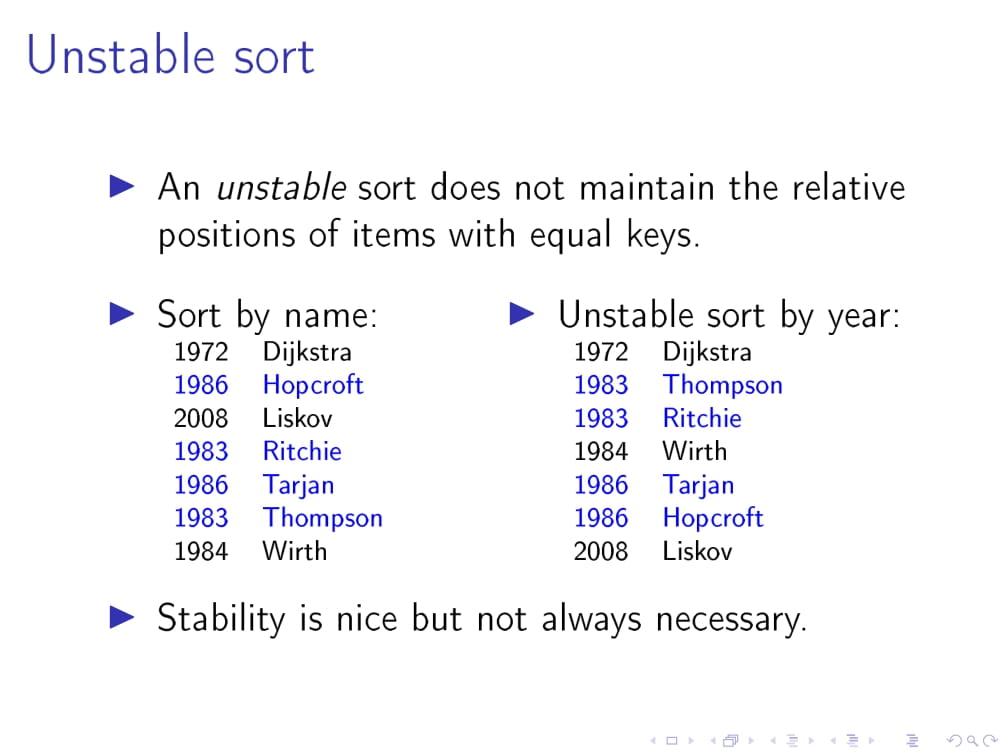 Unstable sort
An unstable sort does not maintain the relative
positions of items with equal keys.
Sort by name:
1972 Dijkstra
1986 Hopcroft
2008 Liskov
1983 Ritchie
1986 Tarjan
1983 Thompson
1984 Wirth
Unstable sort by year:
1972 Dijkstra
1983 Thompson
1983 Ritchie
1984 Wirth
1986 Tarjan
1986 Hopcroft
2008 Liskov
Stability is nice but not always necessary.